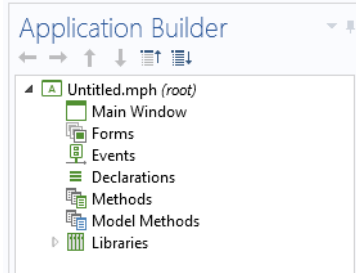 Application Builder
A Untitled.mph (root)
Main Window
Forms
Events
Declarations
Methods
Model Methods
Libraries